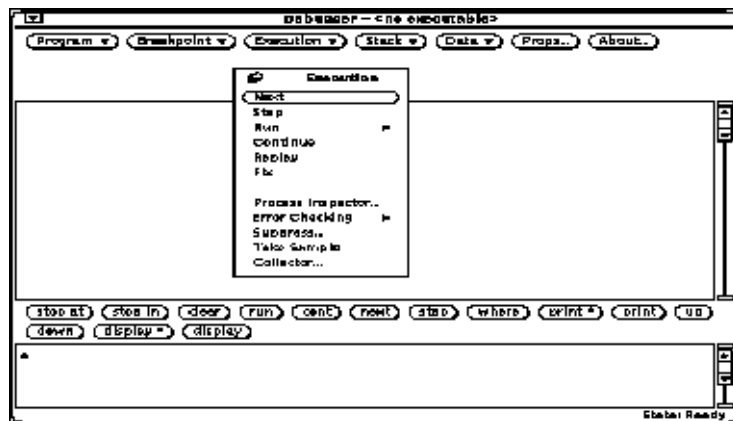 Debugger - <no executable>
Program Breakpoint Execution Stack Data Props... About...
Execution
Next
Step
Run
Continue
Replay
Fix
Process Inspector...
Error Checking
Suppress...
Take Sample
Collector...
stop at stop in clear run cont next step where print * print up
down display * display
State: Ready